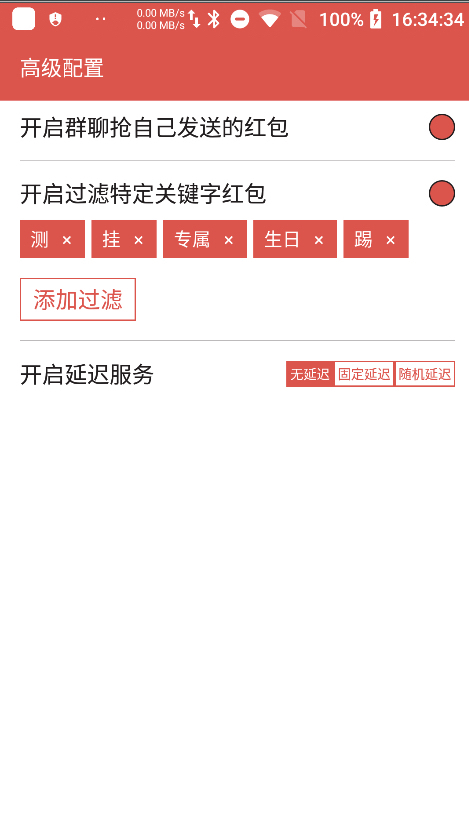 0.00 MB/s
0.00 MB/s
100% 16:34:34
高级配置
开启群聊抢自己发送的红包
开启过滤特定关键字红包
测 × 挂 × 专属 × 生日 × 踢 ×
添加过滤
开启延迟服务 无延迟 固定延迟 随机延迟